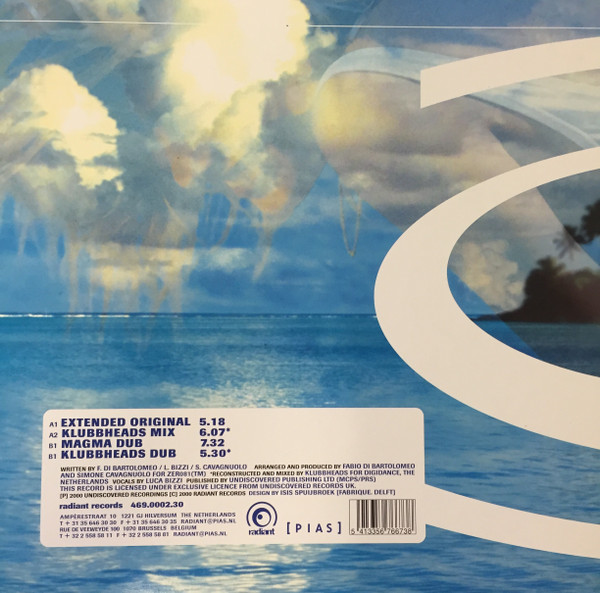 A1 EXTENDED ORIGINAL 5.18
A2 KLUBBHEADS MIX 6.07*
B1 MAGMA DUB 7.32
B1 KLUBBHEADS DUB 5.30*
WRITTEN BY F. DI BARTOLOMEO / L. BIZZI / S. CAVAGNUOLO ARRANGED AND PRODUCED BY FABIO DI BARTOLOMEO
AND SIMONE CAVAGNUOLO FOR ZER081(TM) *RECONSTRUCTED AND MIXED BY KLUBBHEADS FOR DIGIDANCE, THE
NETHERLANDS VOCALS BY LUCA BIZZI PUBLISHED BY UNDISCOVERED PUBLISHING LTD (MCPS/PRS)
THIS RECORD IS LICENSED UNDER EXCLUSIVE LICENCE FROM UNDISCOVERED RECORDS UK.
[P] 2000 UNDISCOVERED RECORDINGS [C] 2000 RADIANT RECORDS DESIGN BY ISIS SPUUBROEK [FABRIQUE. DELFT]
radiant records 469.0002.30
AMPÈRESTRAAT 10 1221 GJ HILVERSUM THE NETHERLANDS
T + 31 35 646 30 30 F + 31 35 646 30 35 RADIANT@PIAS.NL
RUE DE VEEWEYDE 100 1070 BRUSSELS BELGIUM
T + 32 2 558 58 11 F + 32 2 558 58 81 RADIANT@PIAS.NL
radiant
[PIAS]
5 413356 766738